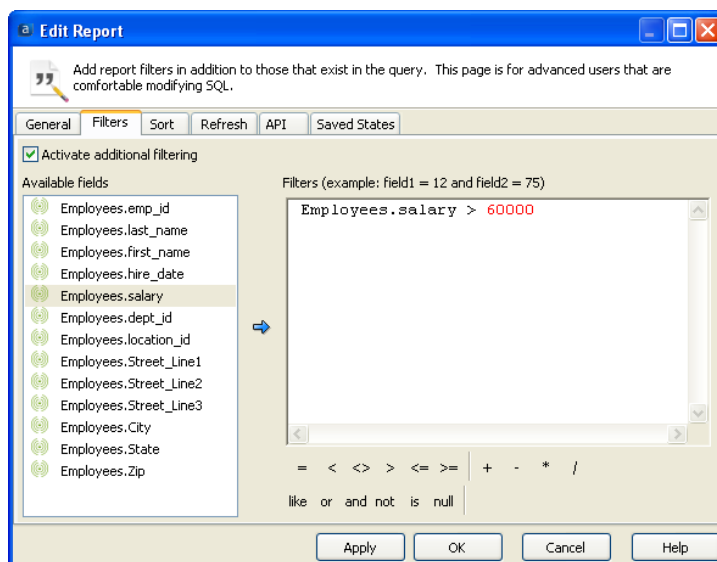 a Edit Report
Add report filters in addition to those that exist in the query. This page is for advanced users that are
comfortable modifying SQL.
General Filters Sort Refresh API Saved States
Activate additional filtering
Available fields
Filters (example: field1 = 12 and field2 = 75)
Employees.emp_id
Employees.last_name
Employees.first_name
Employees.hire_date
Employees.salary
Employees.dept_id
Employees.location_id
Employees.Street_Line1
Employees.Street_Line2
Employees.Street_Line3
Employees.City
Employees.State
Employees.Zip
Employees.salary > 60000
= < <> > <= >= + - * /
like or and not is null
Apply OK Cancel Help